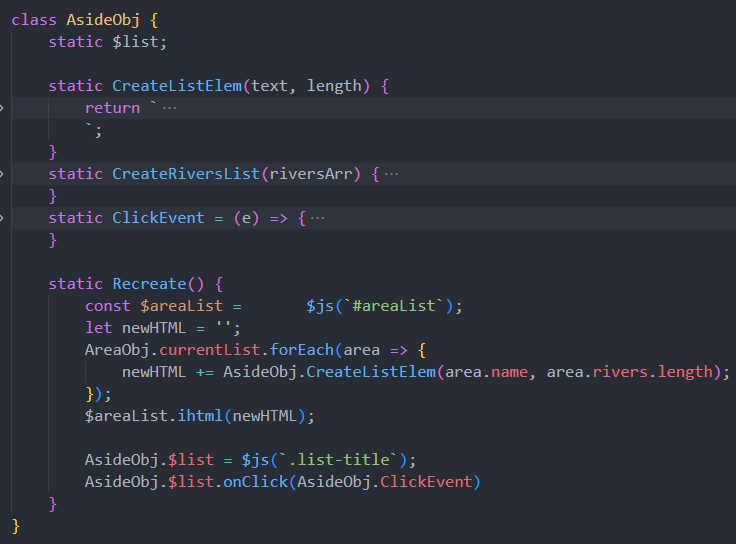 class AsideObj {
    static $list;

    static CreateListElem(text, length) {
        return `···
        `;
    }
    static CreateRiversList(riversArr) {···
    }
    static ClickEvent = (e) => {···
    }

    static Recreate() {
        const $areaList =       $js(`#areaList`);
        let newHTML = '';
        AreaObj.currentList.forEach(area => {
            newHTML += AsideObj.CreateListElem(area.name, area.rivers.length);
        });
        $areaList.ihtml(newHTML);

        AsideObj.$list = $js(`.list-title`);
        AsideObj.$list.onClick(AsideObj.ClickEvent)
    }
}